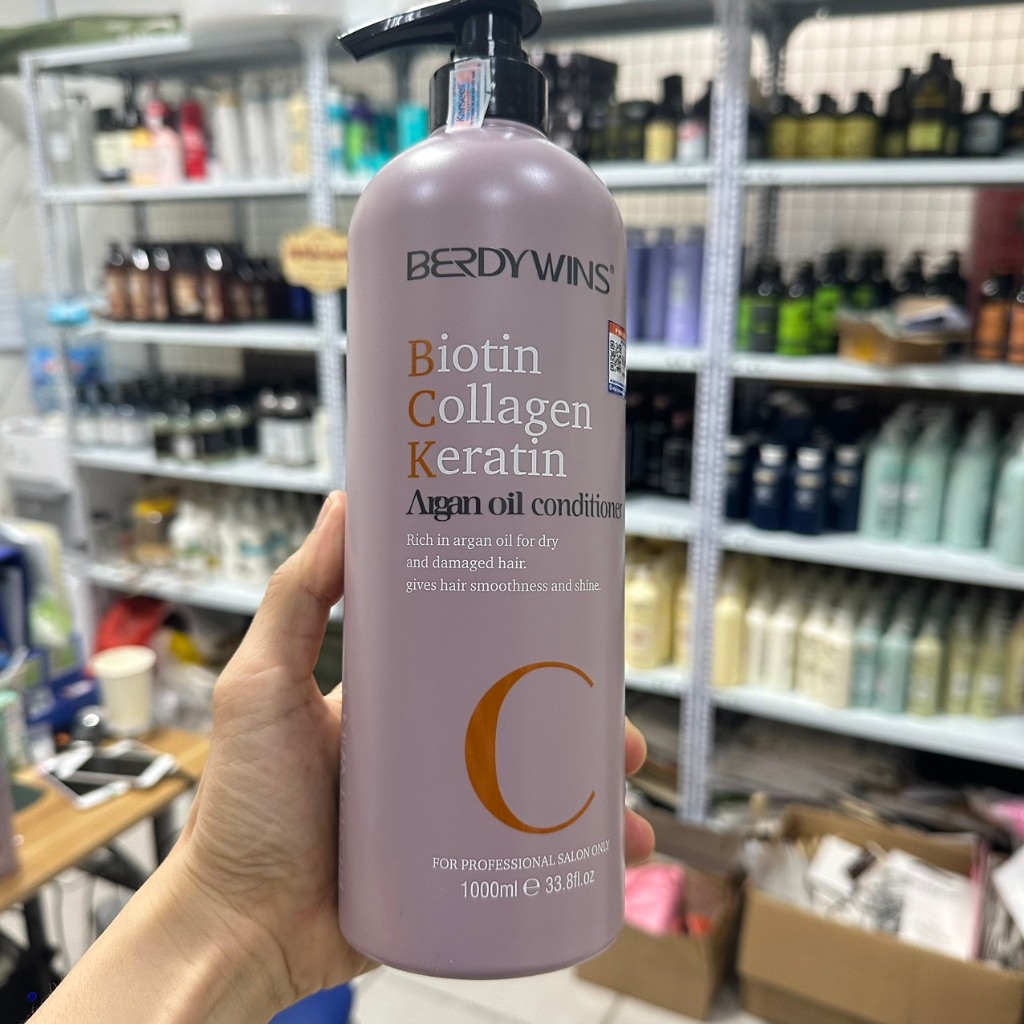 BERDYWINS®
Biotin
Collagen
Keratin
Argan oil conditioner
Rich in argan oil for dry
and damaged hair.
gives hair smoothness and shine.
C
FOR PROFESSIONAL SALON ONLY
1000ml ℮ 33.8fl.oz